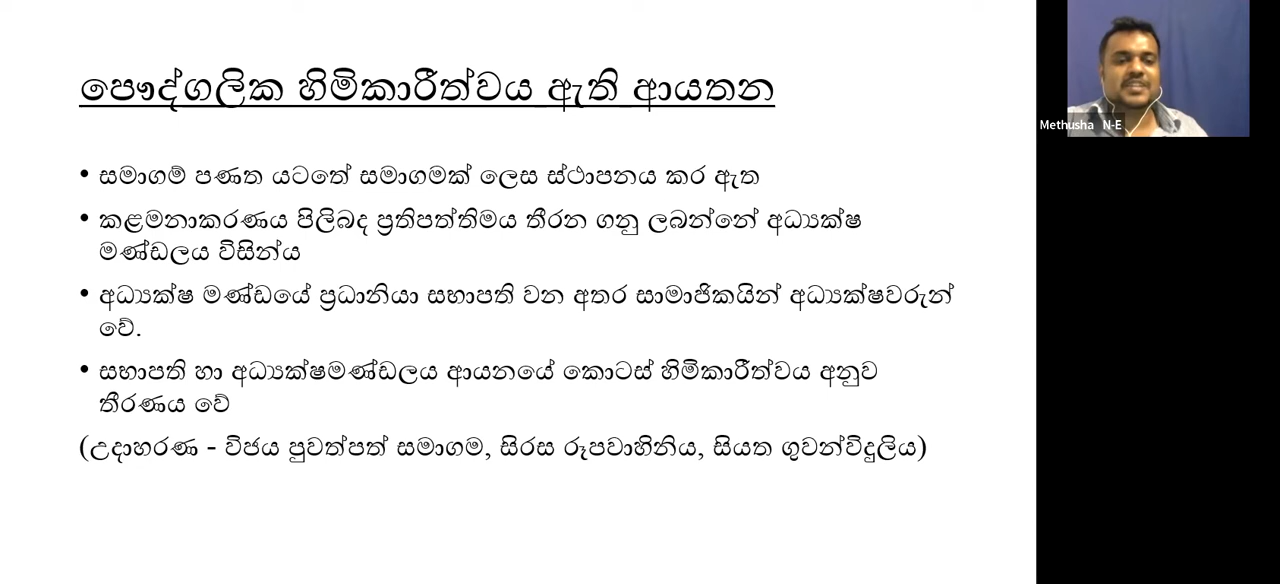 පෞද්ගලික හිමිකාරීත්වය ඇති ආයතන
• සමාගම් පණත යටතේ සමාගමක් ලෙස ස්ථාපනය කර ඇත
• කළමනාකරණය පිලිබද ප්‍රතිපත්තිමය තීරන ගනු ලබන්නේ අධ්‍යක්ෂ
මණ්ඩලය විසින්ය
• අධ්‍යක්ෂ මණ්ඩයේ ප්‍රධානියා සභාපති වන අතර සාමාජිකයින් අධ්‍යක්ෂවරුන්
වේ.
• සභාපති හා අධ්‍යක්ෂමණ්ඩලය ආයනයේ කොටස් හිමිකාරීත්වය අනුව
තීරණය වේ
(උදාහරණ - විජය පුවත්පත් සමාගම, සිරස රූපවාහිනිය, සියත ගුවන්විදුලිය)
Methusha N-E